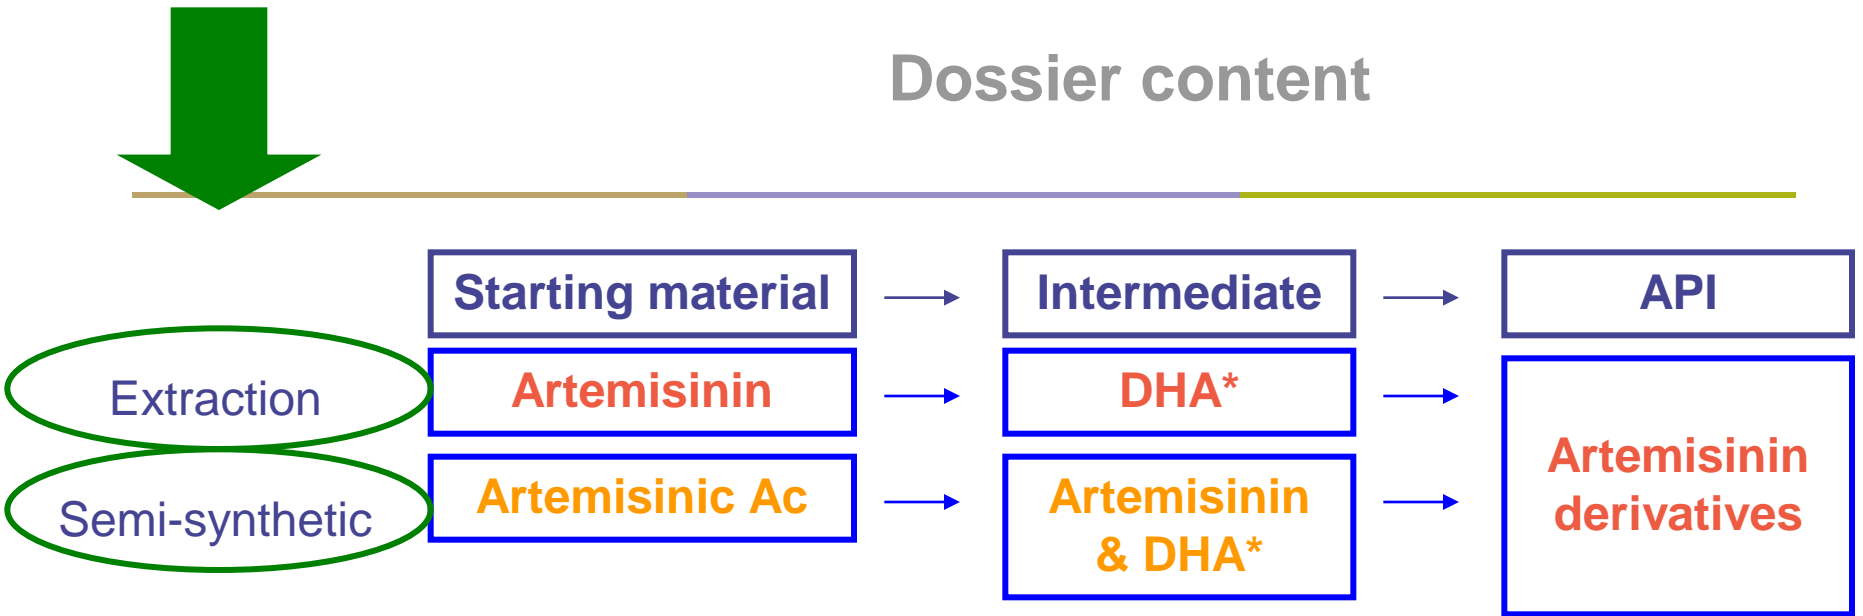 Dossier content
Starting material
Intermediate
API
Extraction
Artemisinin
DHA*
Artemisinin
derivatives
Semi-synthetic
Artemisinic Ac
Artemisinin
& DHA*